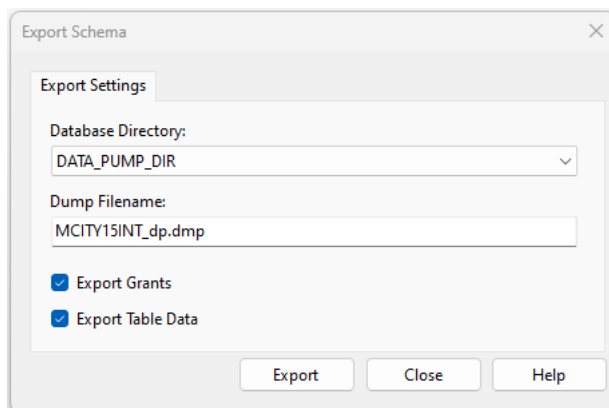 Export Schema
Export Settings
Database Directory:
DATA_PUMP_DIR
Dump Filename:
MCITY15INT_dp.dmp
Export Grants
Export Table Data
Export Close Help